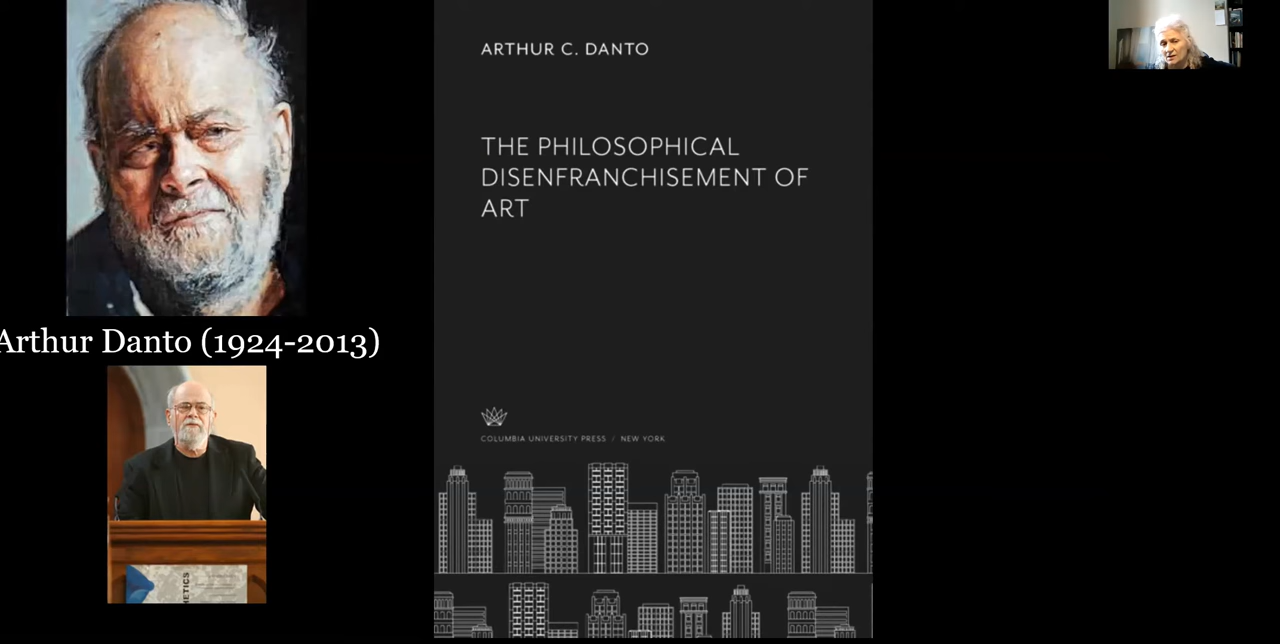 Arthur Danto (1924-2013)
ARTHUR C. DANTO
THE PHILOSOPHICAL
DISENFRANCHISEMENT OF
ART
COLUMBIA UNIVERSITY PRESS / NEW YORK